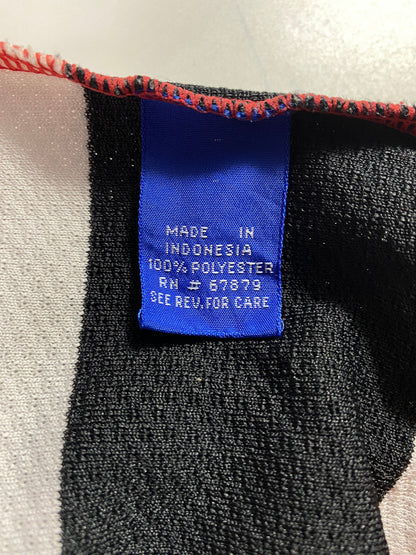 MADE IN
INDONESIA
100% POLYESTER
RN # 67879
SEE REV. FOR CARE